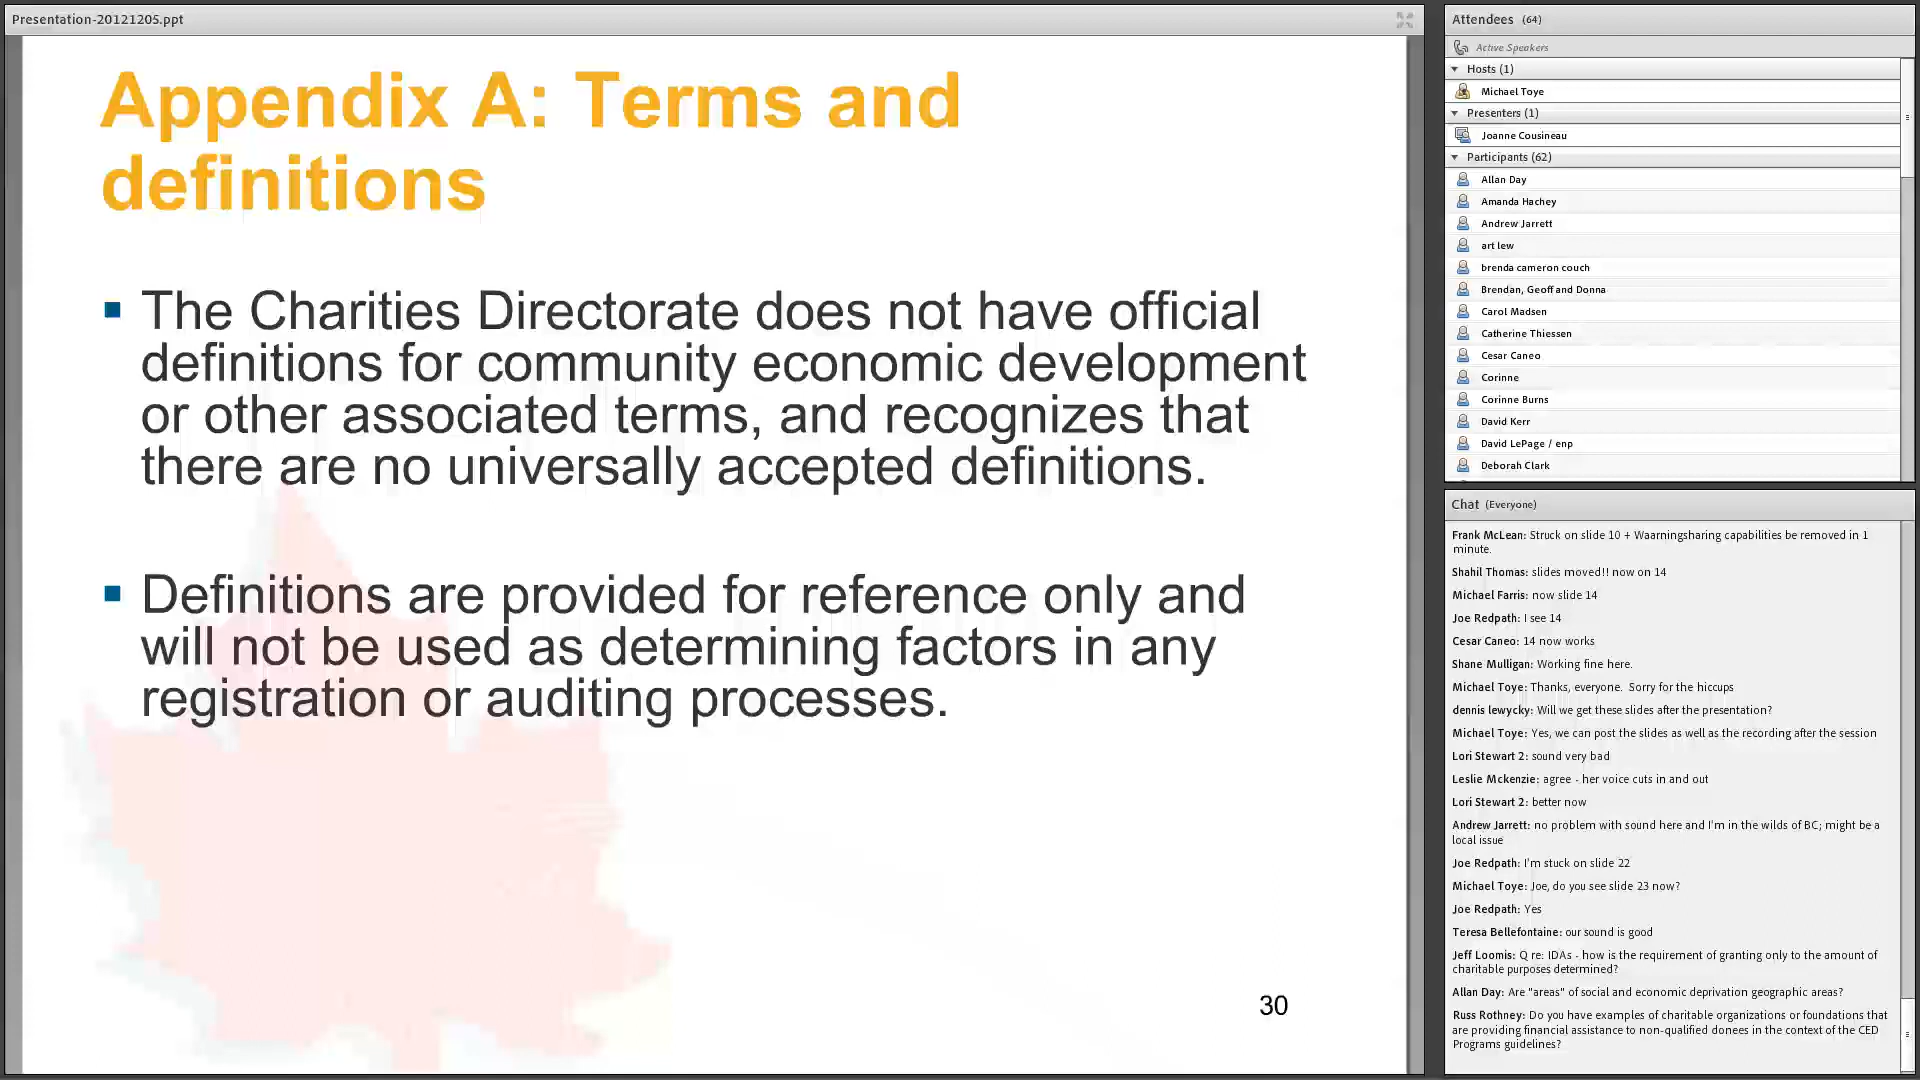 Presentation-20121205.ppt
Appendix A: Terms and
definitions
The Charities Directorate does not have official
definitions for community economic development
or other associated terms, and recognizes that
there are no universally accepted definitions.
Definitions are provided for reference only and
will not be used as determining factors in any
registration or auditing processes.
30
Attendees (64)
Active Speakers
Hosts (1)
Michael Toye
Presenters (1)
Joanne Cousineau
Participants (62)
Allan Day
Amanda Hachey
Andrew Jarrett
art lew
brenda cameron couch
Brendan, Geoff and Donna
Carol Madsen
Catherine Thiessen
Cesar Caneo
Corinne
Corinne Burns
David Kerr
David LePage / enp
Deborah Clark
Chat (Everyone)
Frank McLean: Struck on slide 10 + Waarningsharing capabilities be removed in 1
minute.
Shahil Thomas: slides moved!! now on 14
Michael Farris: now slide 14
Joe Redpath: I see 14
Cesar Caneo: 14 now works
Shane Mulligan: Working fine here.
Michael Toye: Thanks, everyone. Sorry for the hiccups
dennis lewycky: Will we get these slides after the presentation?
Michael Toye: Yes, we can post the slides as well as the recording after the session
Lori Stewart 2: sound very bad
Leslie Mckenzie: agree - her voice cuts in and out
Lori Stewart 2: better now
Andrew Jarrett: no problem with sound here and I'm in the wilds of BC; might be a
local issue
Joe Redpath: I'm stuck on slide 22
Michael Toye: Joe, do you see slide 23 now?
Joe Redpath: Yes
Teresa Bellefontaine: our sound is good
Jeff Loomis: Q re: IDAs - how is the requirement of granting only to the amount of
charitable purposes determined?
Allan Day: Are "areas" of social and economic deprivation geographic areas?
Russ Rothney: Do you have examples of charitable organizations or foundations that
are providing financial assistance to non-qualified donees in the context of the CED
Programs guidelines?